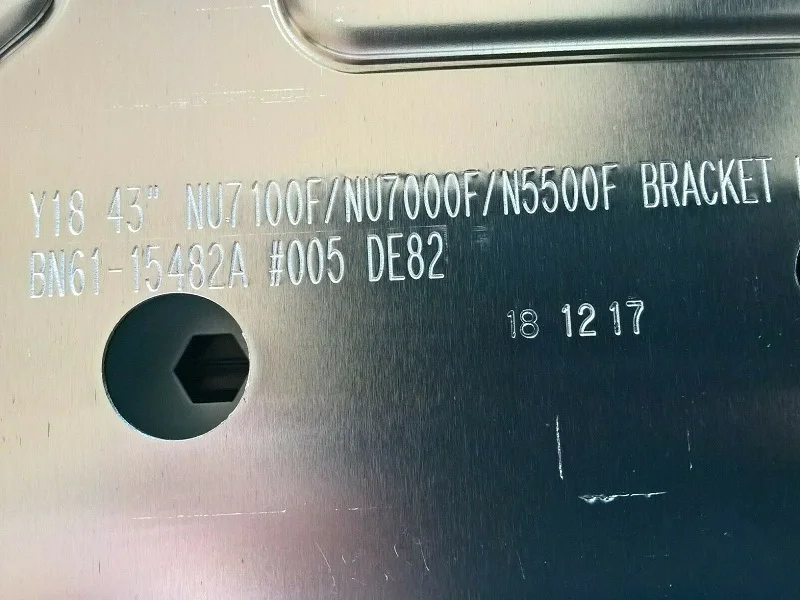 Y18 43" NU7100F/NU7000F/N5500F BRACKET
BN61-15482A #005 DE82
18 12 17